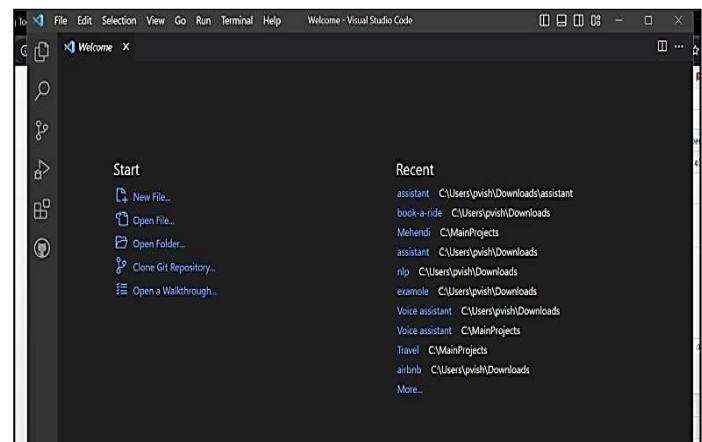 File Edit Selection View Go Run Terminal Help Welcome - Visual Studio Code
Welcome
Start
New File...
Open File...
Open Folder...
Clone Git Repository...
Open a Walkthrough...
Recent
assistant C:\Users\pvish\Downloads\assistant
book-a-ride C:\Users\pvish\Downloads
Mehendi C:\MainProjects
assistant C:\Users\pvish\Downloads
nlp C:\Users\pvish\Downloads
examole C:\Users\pvish\Downloads
Voice assistant C:\Users\pvish\Downloads
Voice assistant C:\MainProjects
Travel C:\MainProjects
airbnb C:\Users\pvish\Downloads
More...